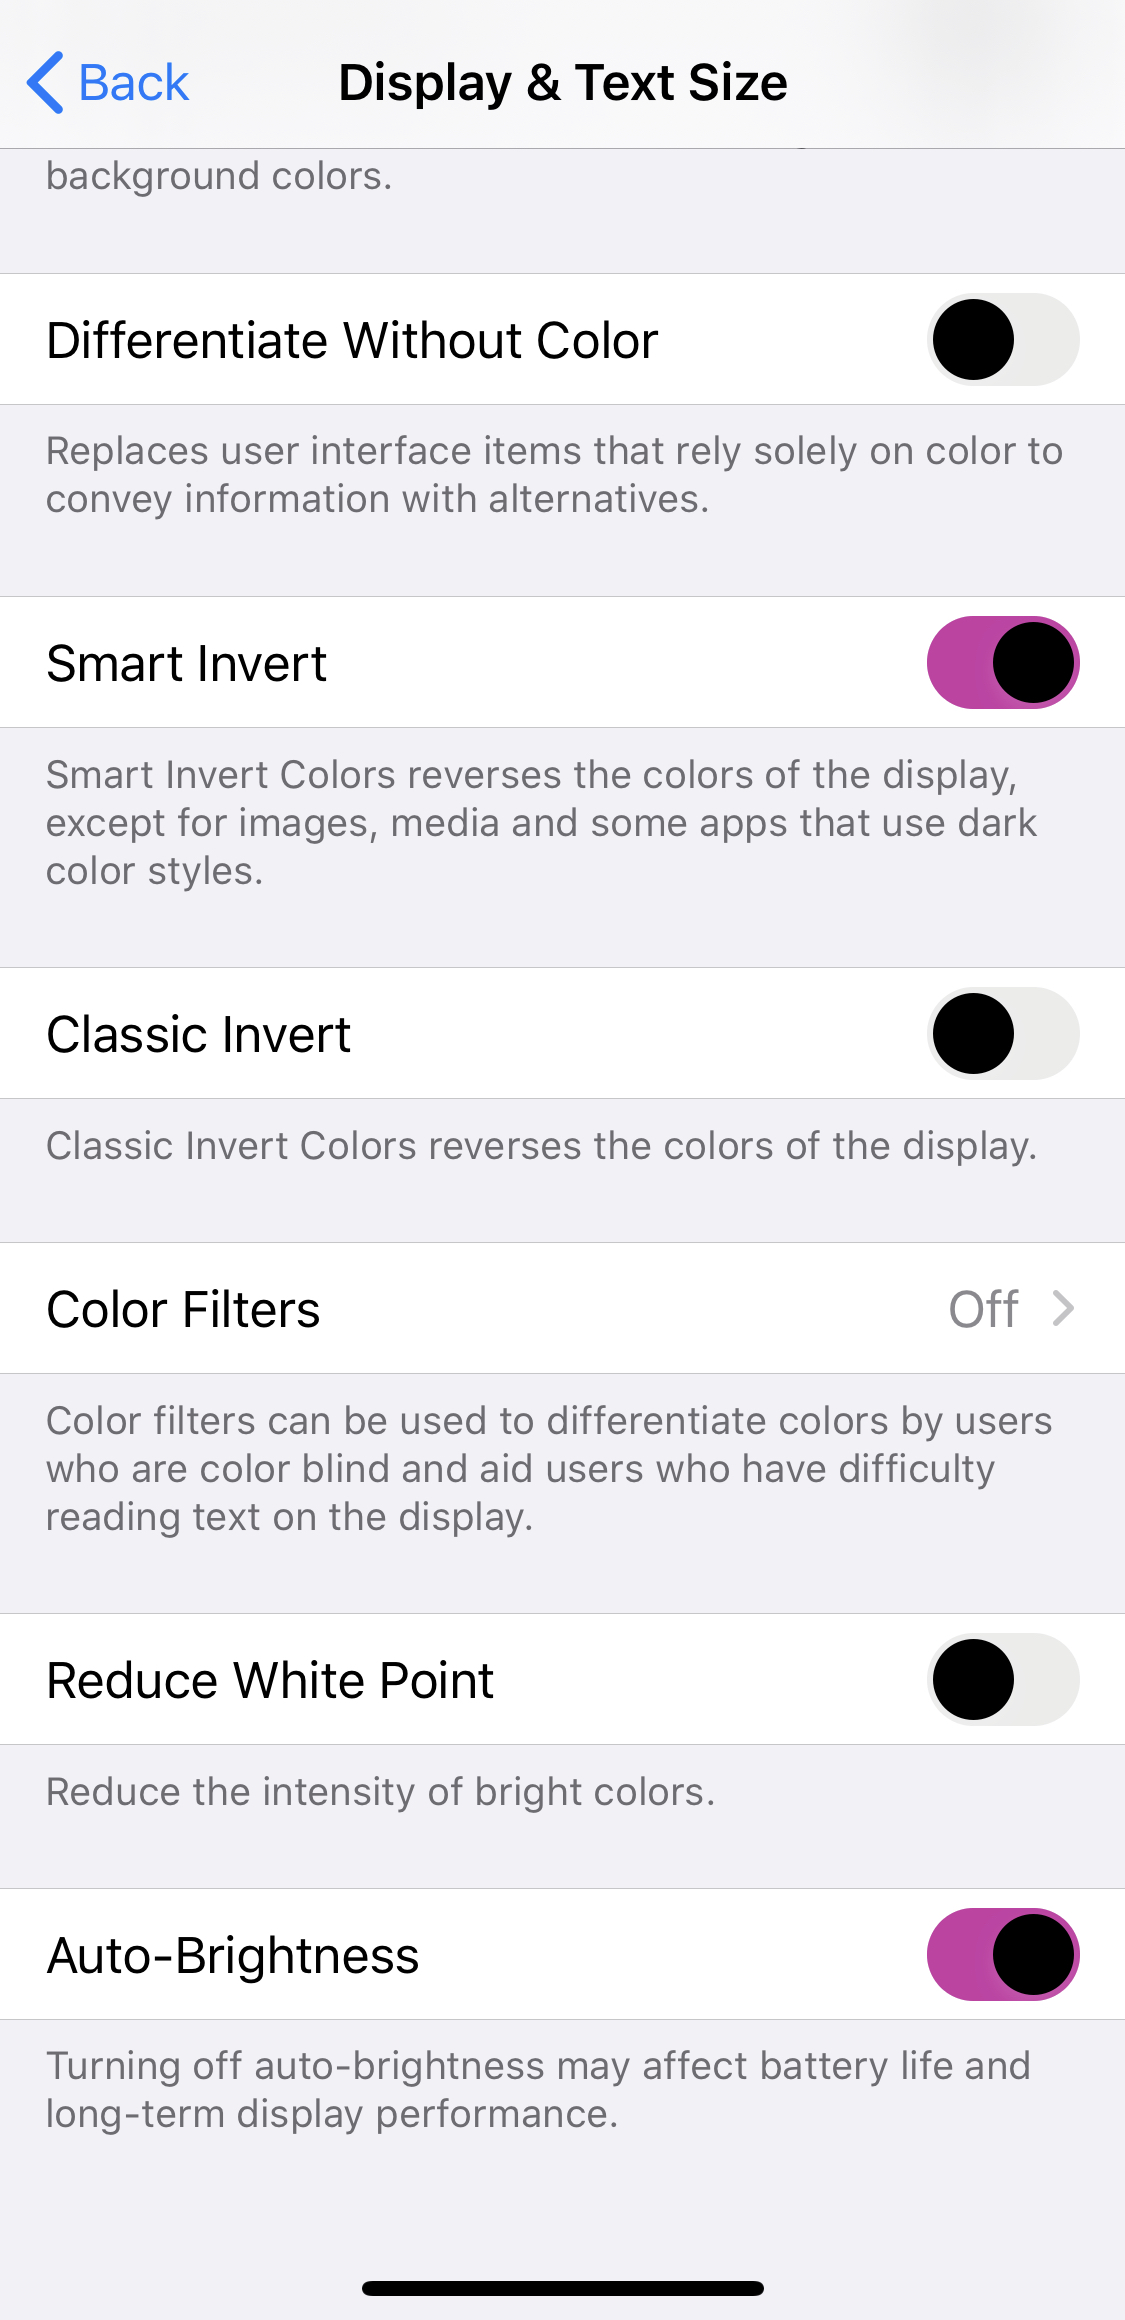 Back
Display & Text Size
background colors.
Differentiate Without Color
Replaces user interface items that rely solely on color to
convey information with alternatives.
Smart Invert
Smart Invert Colors reverses the colors of the display,
except for images, media and some apps that use dark
color styles.
Classic Invert
Classic Invert Colors reverses the colors of the display.
Color Filters
Off
Color filters can be used to differentiate colors by users
who are color blind and aid users who have difficulty
reading text on the display.
Reduce White Point
Reduce the intensity of bright colors.
Auto-Brightness
Turning off auto-brightness may affect battery life and
long-term display performance.